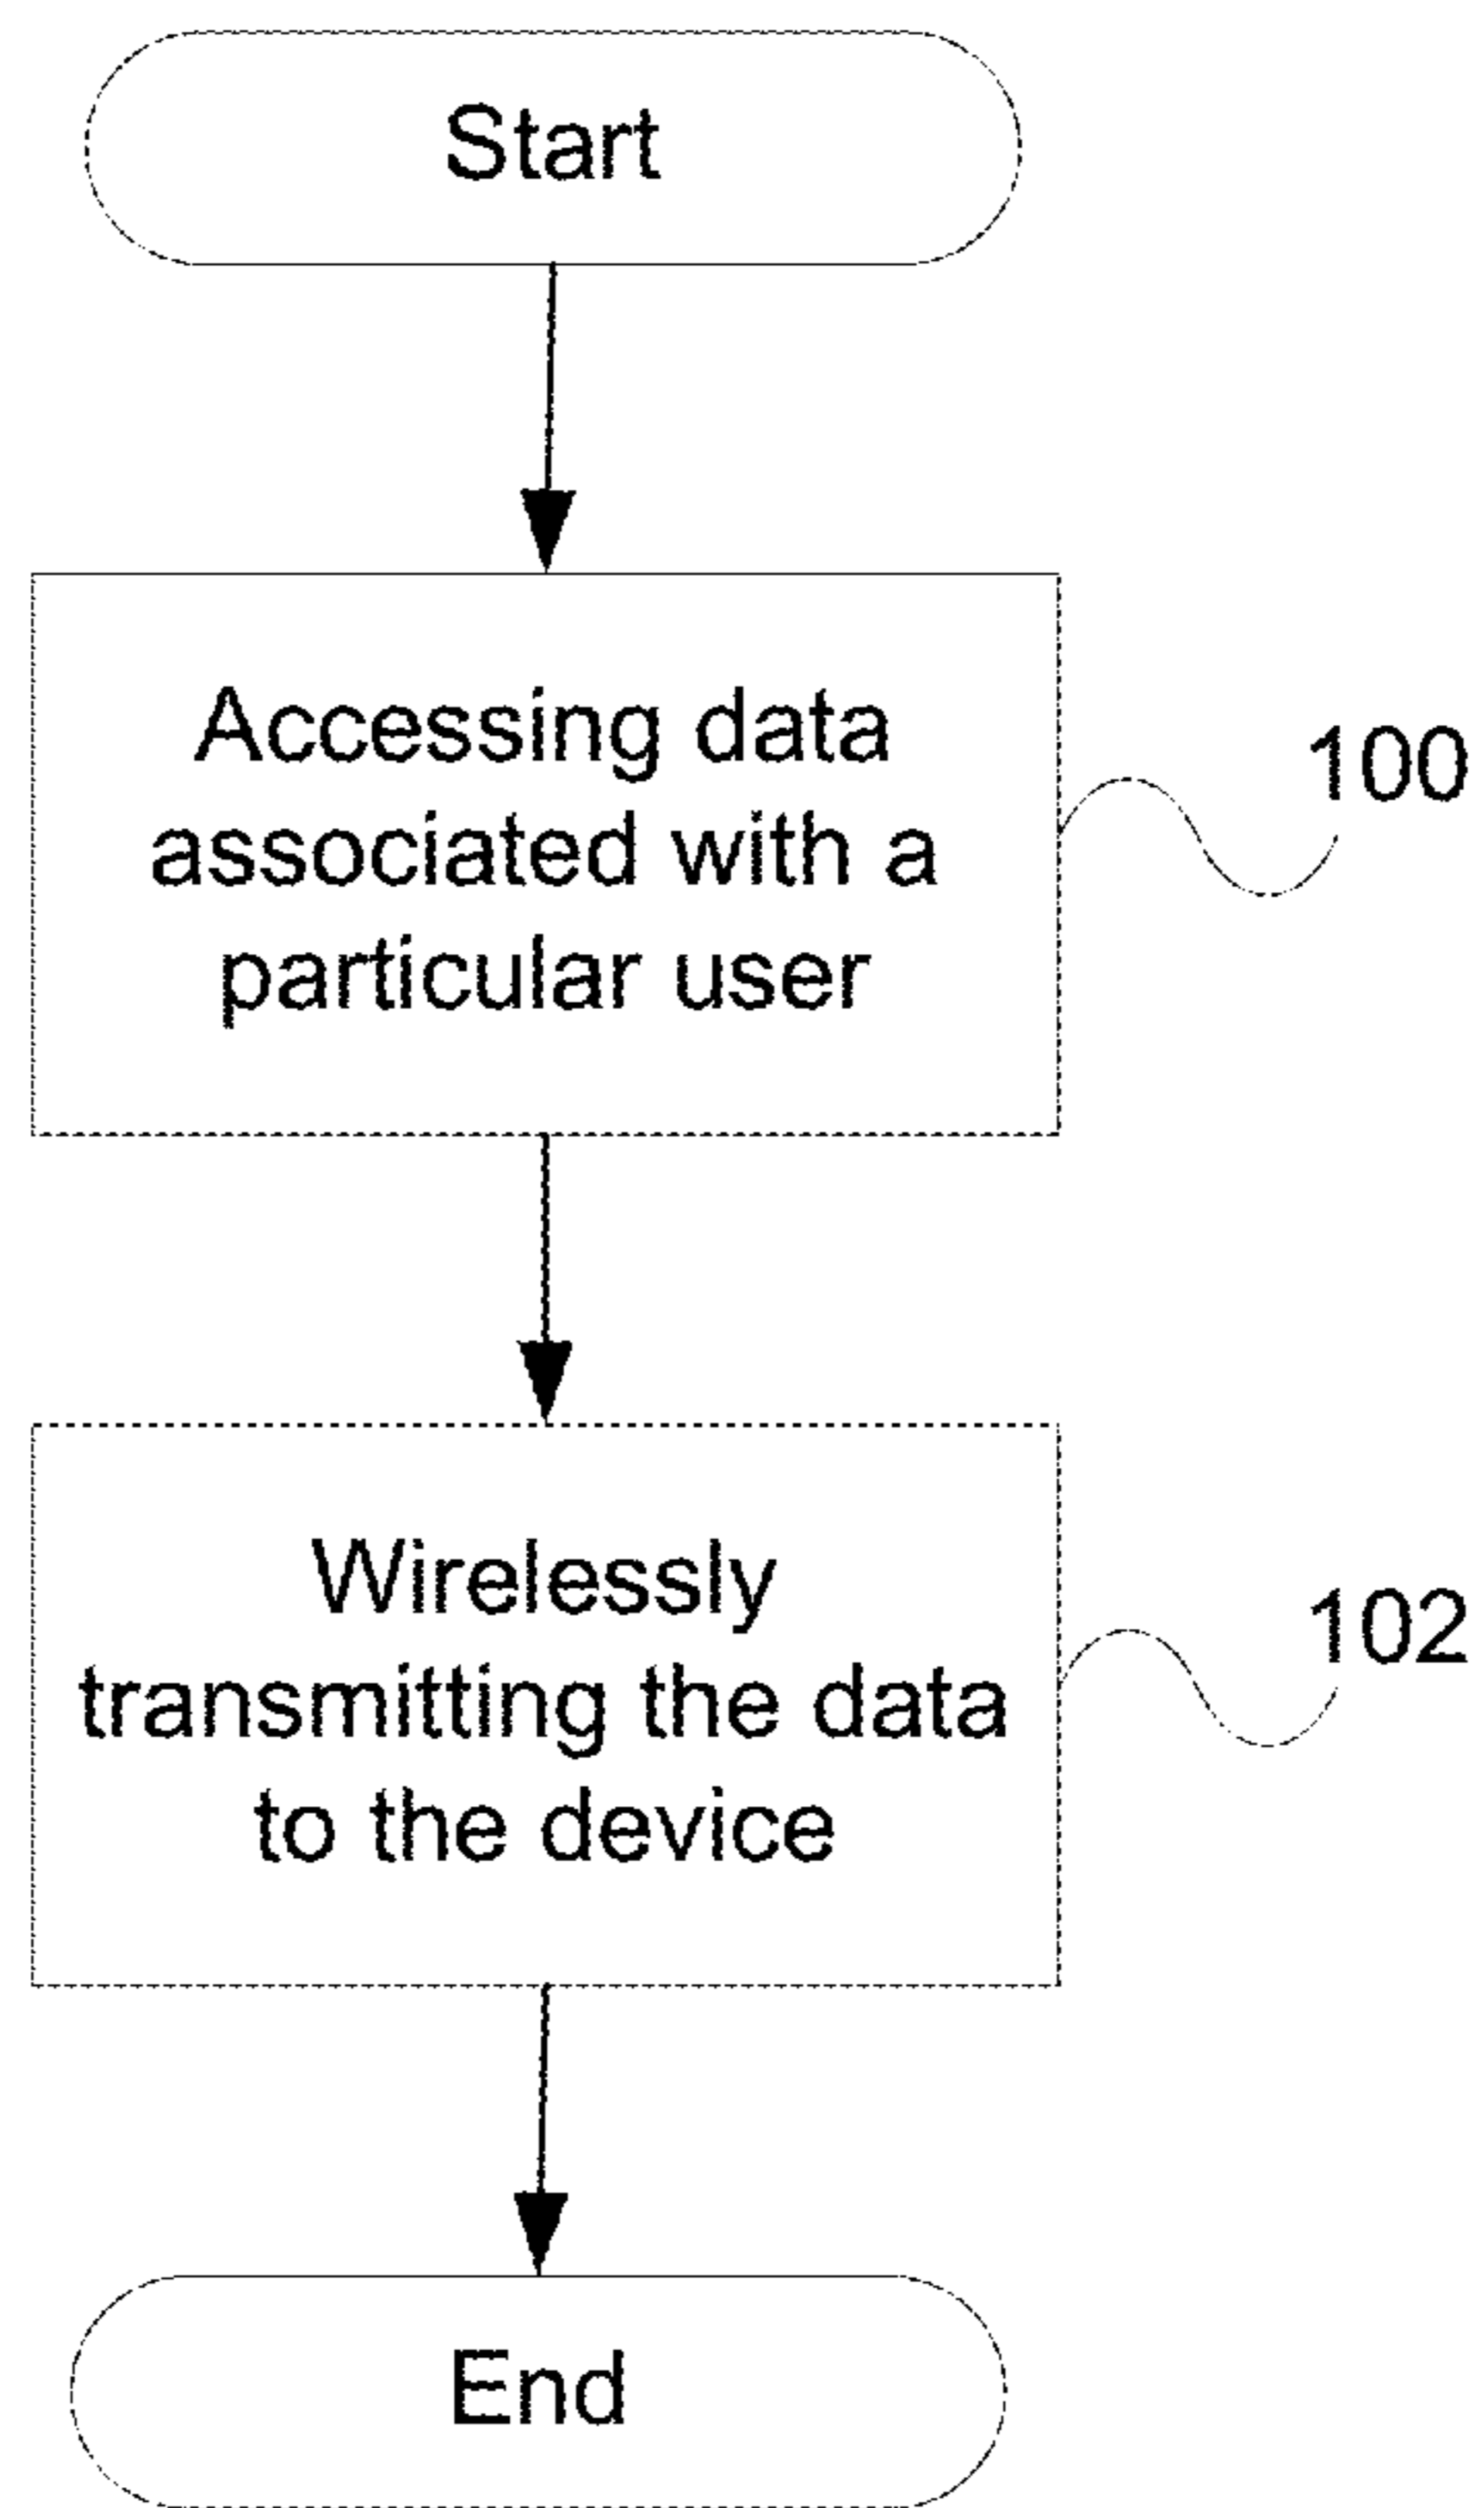 Start
Accessing data
associated with a
particular user
100
Wirelessly
transmitting the data
to the device
102
End